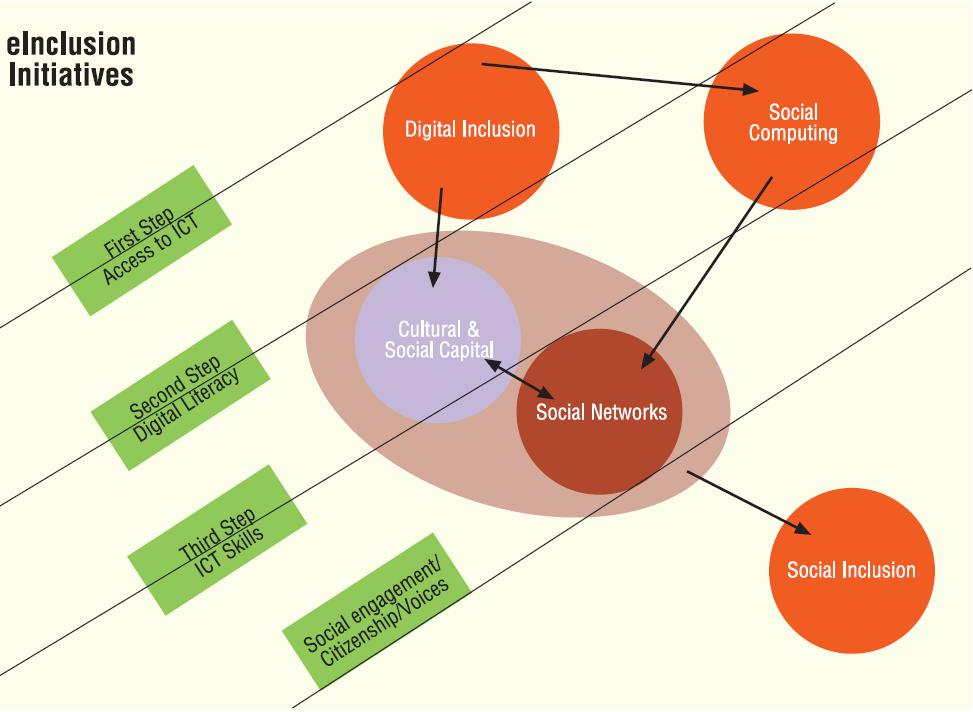 eInclusion
Initiatives
Digital Inclusion
Social
Computing
First Step
Access to ICT
Cultural &
Social Capital
Second Step
Digital Literacy
Social Networks
Third Step
ICT Skills
Social engagement/
Citizenship/Voices
Social Inclusion